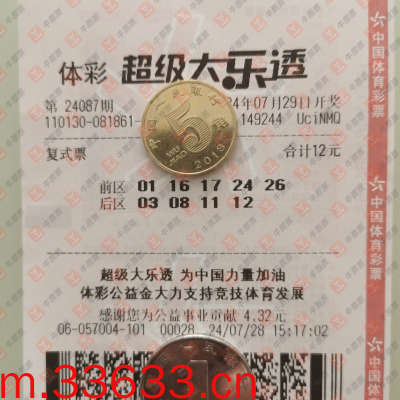 体彩 超级大乐透
第 24087期 24年07月29日开奖
110130-081861- 149244 UciNMQ
复式票 合计12元
前区 01 16 17 24 26
后区 03 08 11 12
超级大乐透 为中国力量加油
体彩公益金大力支持竞技体育发展
感谢您为公益事业贡献 4.32元
06-057004-101 00028 24/07/28 15:17:02
中国体育彩票
中国体育彩票
中国体育彩票
5
WU JIAO
2019
m.33633.cn